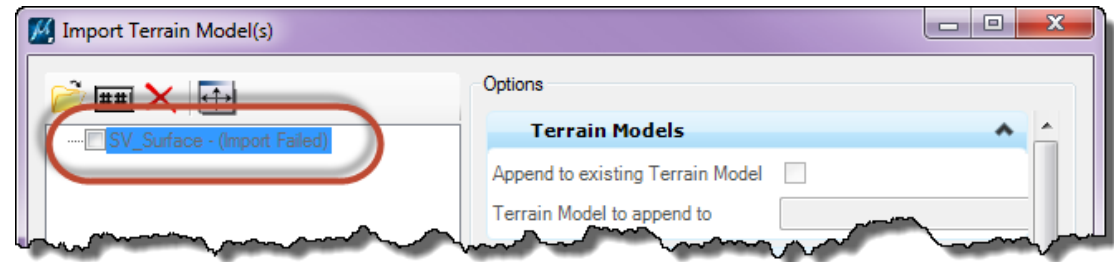 Import Terrain Model(s)
##
SV_Surface - (Import Failed)
Options
Terrain Models
Append to existing Terrain Model
Terrain Model to append to